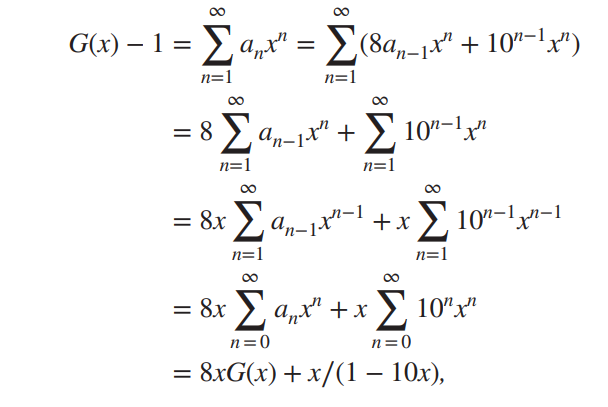 G(x) − 1 = ∑_{n=1}^{∞} a_n x^n = ∑_{n=1}^{∞} (8a_{n−1}x^n + 10^{n−1}x^n)
= 8 ∑_{n=1}^{∞} a_{n−1}x^n + ∑_{n=1}^{∞} 10^{n−1}x^n
= 8x ∑_{n=1}^{∞} a_{n−1}x^{n−1} + x ∑_{n=1}^{∞} 10^{n−1}x^{n−1}
= 8x ∑_{n=0}^{∞} a_n x^n + x ∑_{n=0}^{∞} 10^n x^n
= 8xG(x) + x/(1 − 10x),